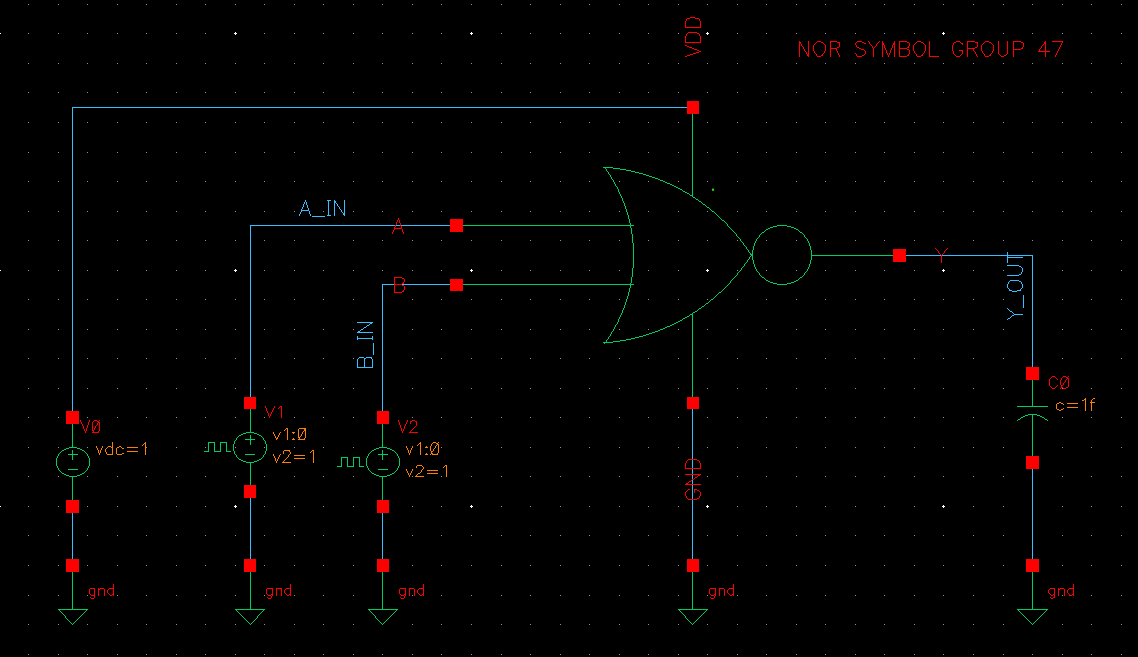 VDD
NOR SYMBOL GROUP 47
A_IN
A
B
Y
Y_OUT
B_IN
V0
vdc=1
V1
v1:0
v2=1
V2
v1:0
v2=1
GND
C0
c=1f
gnd
gnd
gnd
gnd
gnd